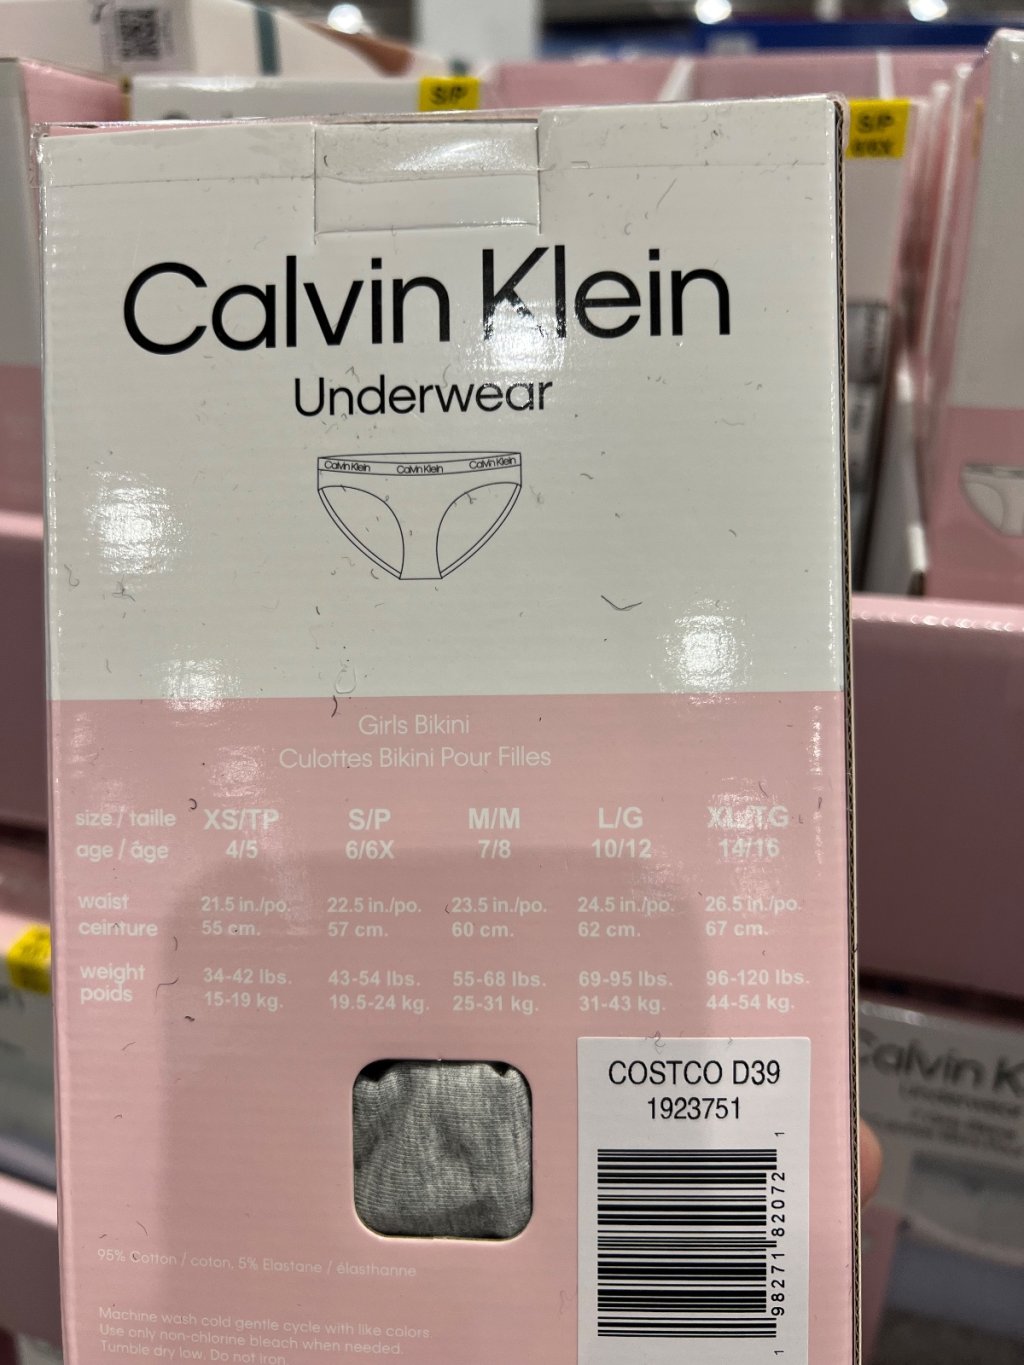 S/P
S/P
6/6X
Calvin Klein
Underwear
Calvin Klein Calvin Klein Calvin Klein
Girls Bikini
Culottes Bikini Pour Filles
size / taille XS/TP S/P M/M L/G XL/TG
age / âge 4/5 6/6X 7/8 10/12 14/16
waist 21.5 in./po. 22.5 in./po. 23.5 in./po. 24.5 in./po. 26.5 in./po.
ceinture 55 cm. 57 cm. 60 cm. 62 cm. 67 cm.
weight 34-42 lbs. 43-54 lbs. 55-68 lbs. 69-95 lbs. 96-120 lbs.
poids 15-19 kg. 19.5-24 kg. 25-31 kg. 31-43 kg. 44-54 kg.
COSTCO D39
1923751
1 98271 82072 1
95% Cotton / coton, 5% Elastane / élasthanne
Machine wash cold gentle cycle with like colors.
Use only non-chlorine bleach when needed.
Tumble dry low. Do not iron
Calvin K
Underwear